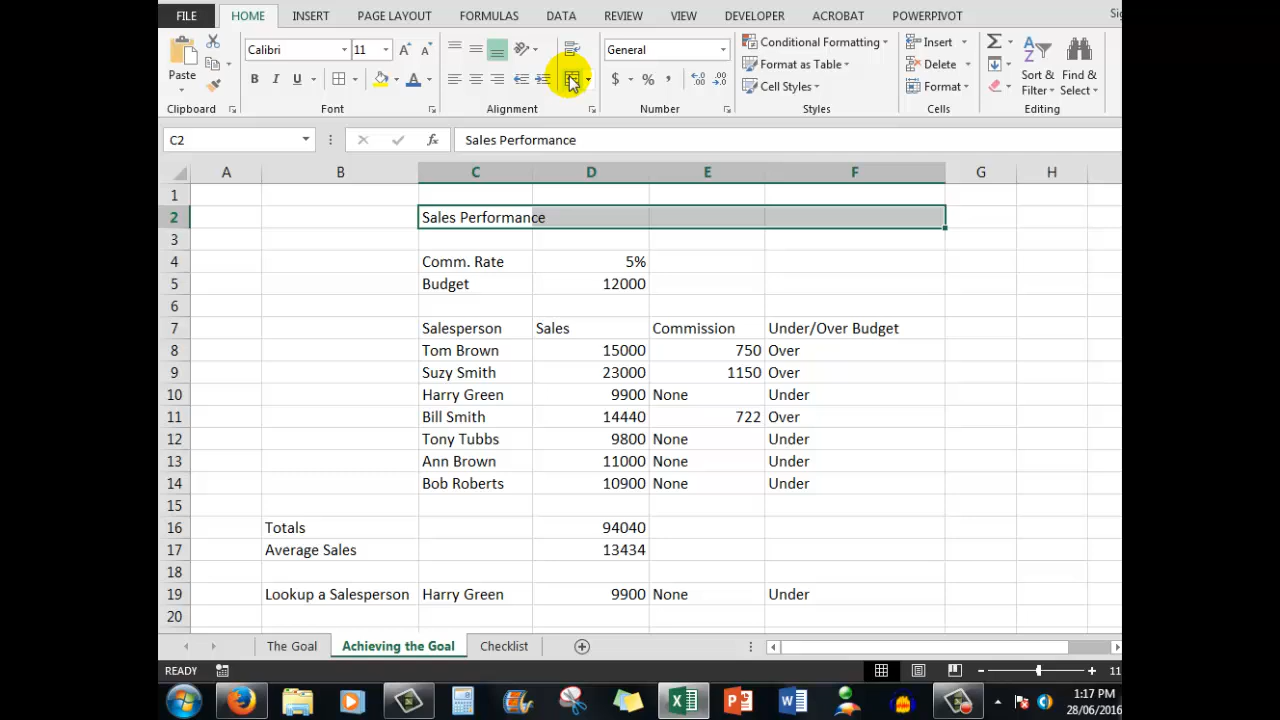 FILE HOME INSERT PAGE LAYOUT FORMULAS DATA REVIEW VIEW DEVELOPER ACROBAT POWERPIVOT
Calibri 11 General Conditional Formatting Insert
Paste Format as Table Delete Sort & Find &
B I U $ % , Cell Styles Format Filter Select
Clipboard Font Alignment Number Styles Cells Editing
C2 fx Sales Performance
A B C D E F G H
1
2 Sales Performance
3
4 Comm. Rate 5%
5 Budget 12000
6
7 Salesperson Sales Commission Under/Over Budget
8 Tom Brown 15000 750 Over
9 Suzy Smith 23000 1150 Over
10 Harry Green 9900 None Under
11 Bill Smith 14440 722 Over
12 Tony Tubbs 9800 None Under
13 Ann Brown 11000 None Under
14 Bob Roberts 10900 None Under
15
16 Totals 94040
17 Average Sales 13434
18
19 Lookup a Salesperson Harry Green 9900 None Under
20
The Goal Achieving the Goal Checklist
READY 11
1:17 PM
28/06/2016